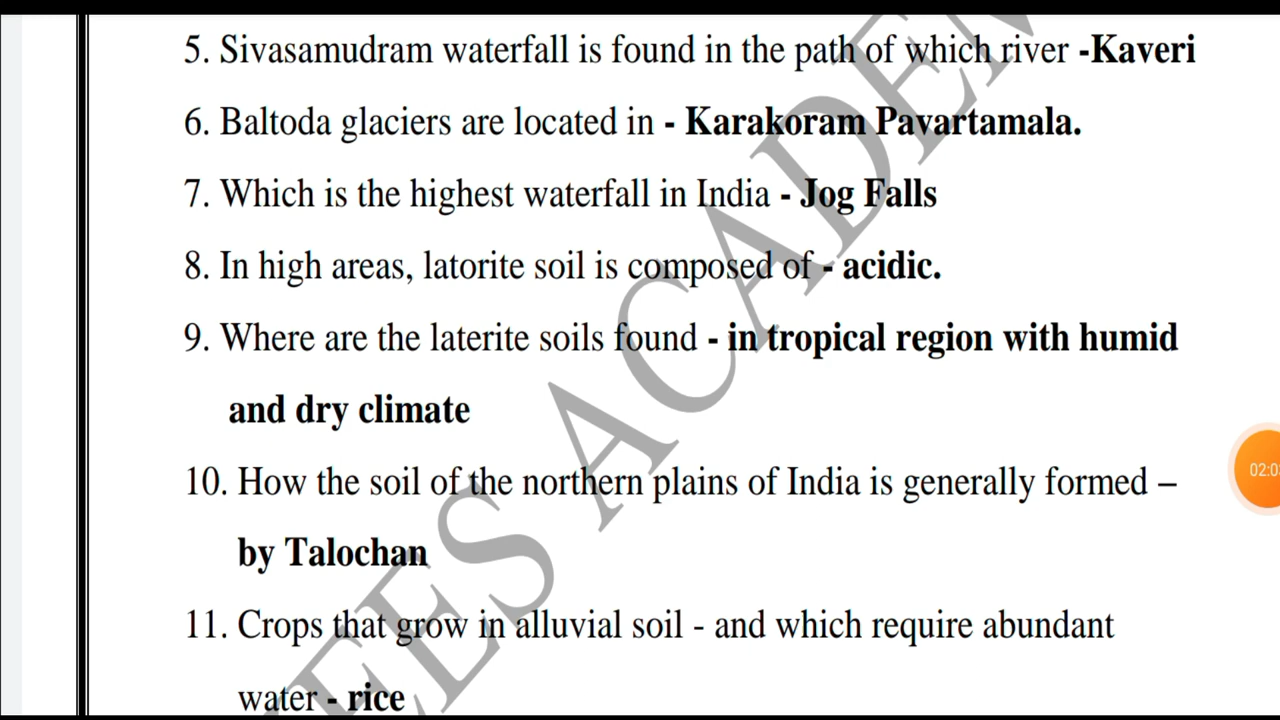 5. Sivasamudram waterfall is found in the path of which river -Kaveri
6. Baltoda glaciers are located in - Karakoram Pavartamala.
7. Which is the highest waterfall in India - Jog Falls
8. In high areas, latorite soil is composed of - acidic.
9. Where are the laterite soils found - in tropical region with humid
and dry climate
10. How the soil of the northern plains of India is generally formed –
by Talochan
11. Crops that grow in alluvial soil - and which require abundant
water - rice